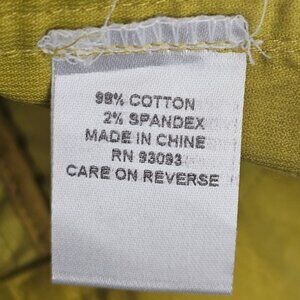 98% COTTON
2% SPANDEX
MADE IN CHINE
RN 93093
CARE ON REVERSE